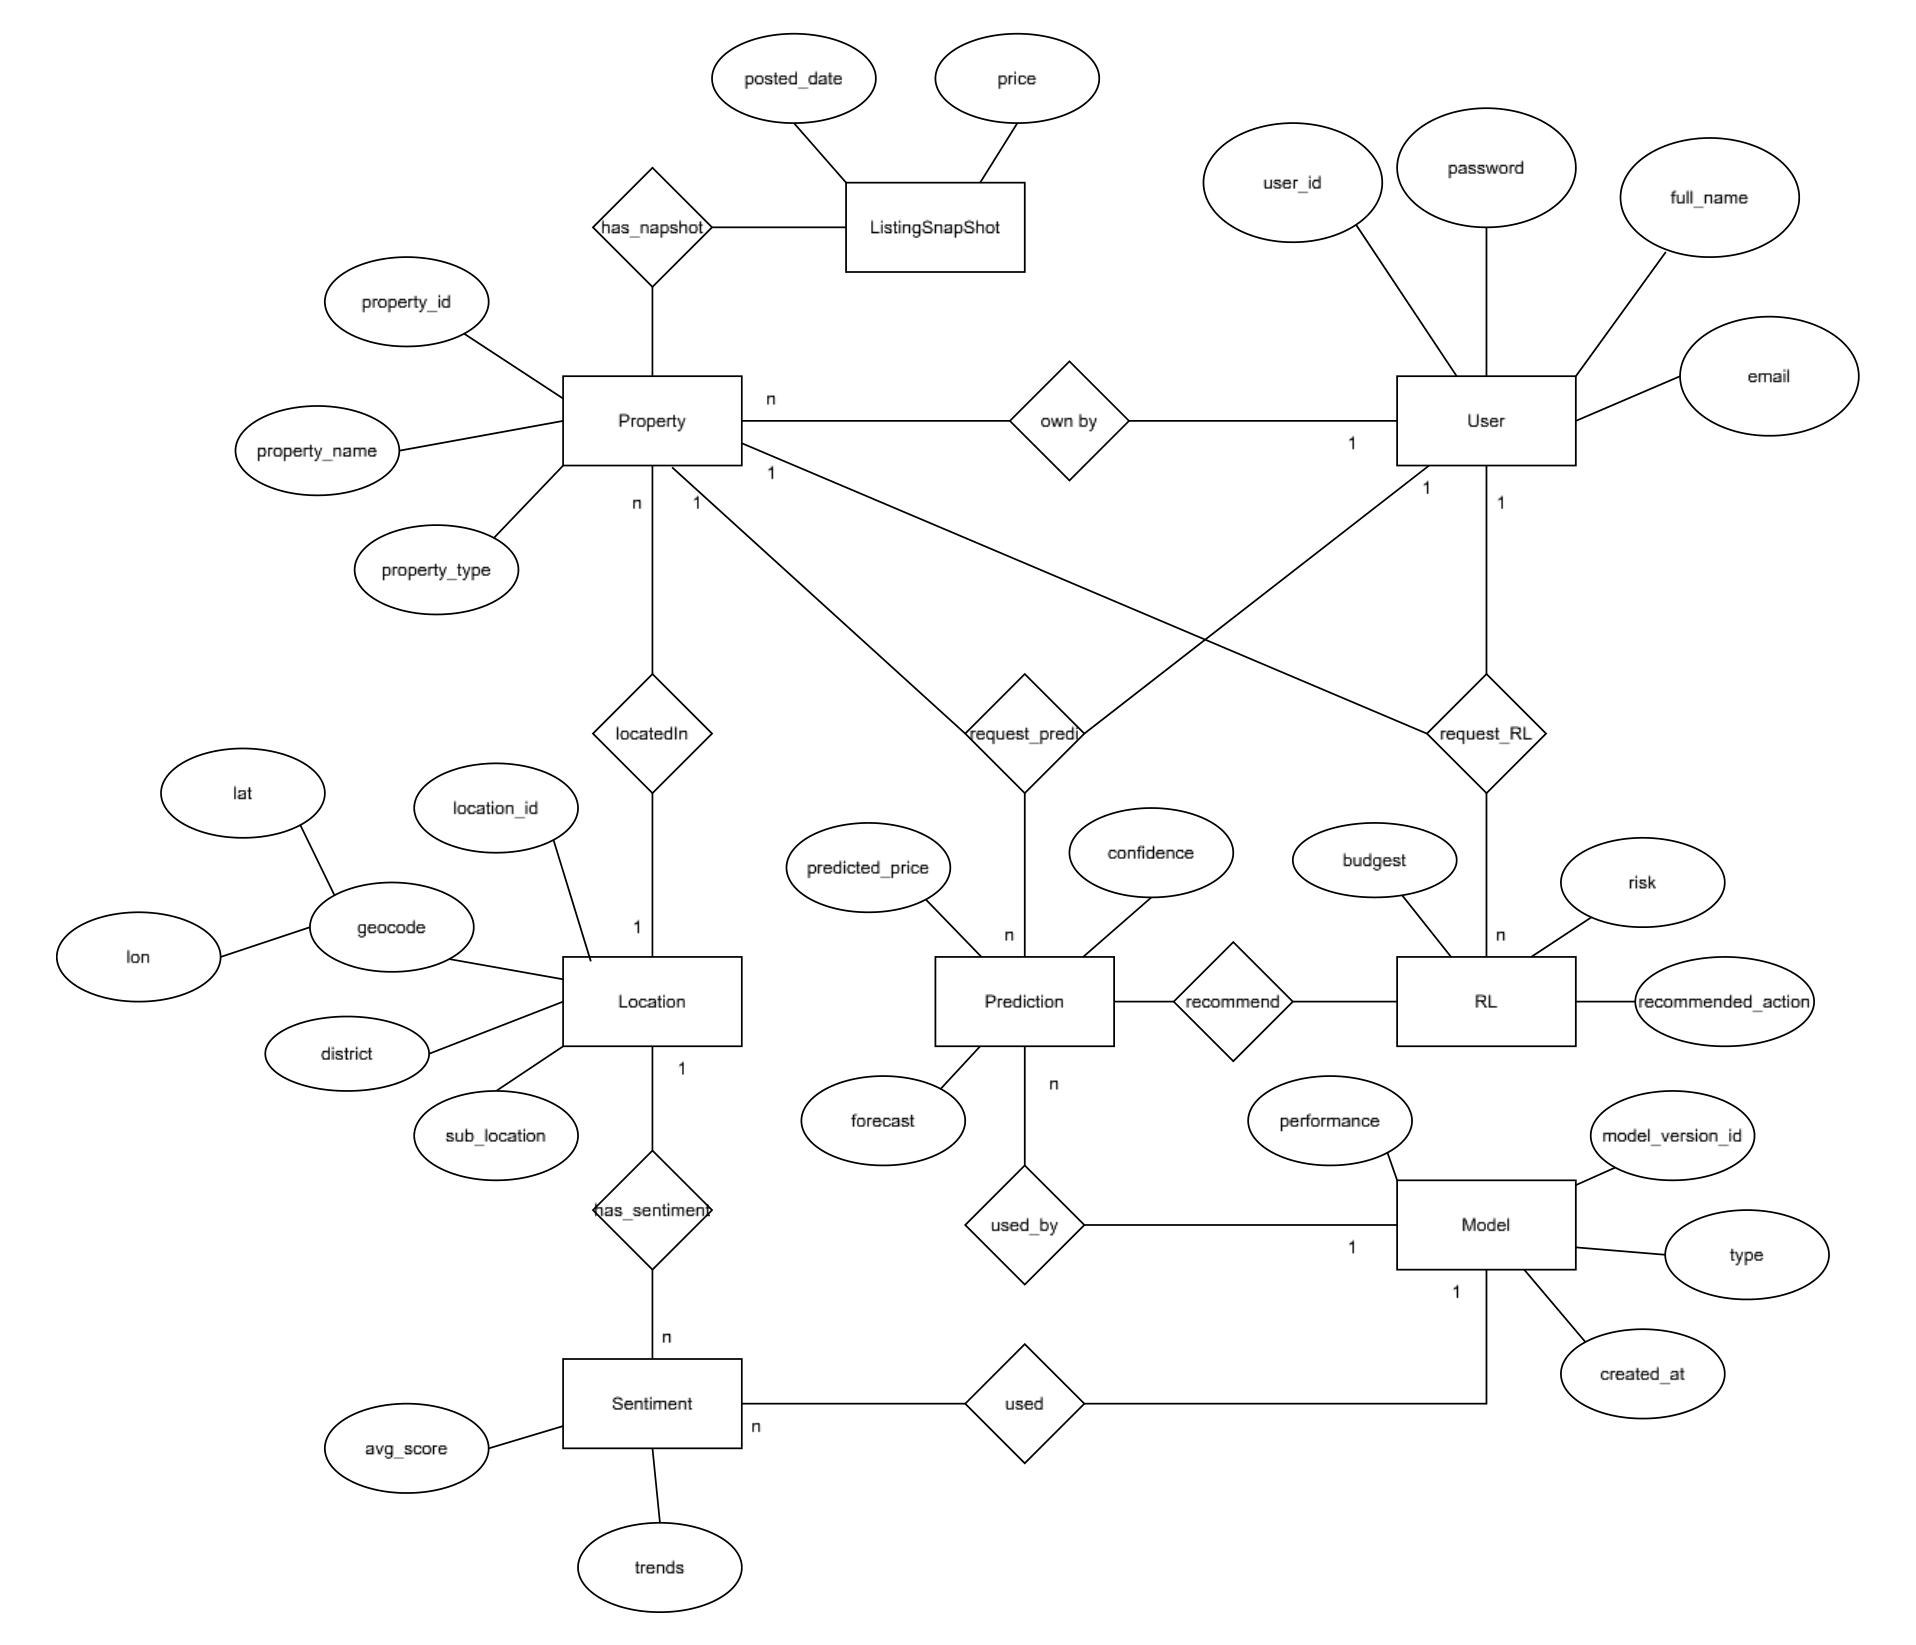 posted_date
price
password
user_id
full_name
has_napshot
ListingSnapShot
property_id
email
n
Property
own by
User
1
property_name
1
1
n
1
1
property_type
locatedIn
request_predi
request_RL
lat
location_id
confidence
budgest
predicted_price
risk
geocode
1
n
n
lon
Location
Prediction
recommend
RL
recommended_action
district
1
n
forecast
performance
sub_location
model_version_id
has_sentiment
used_by
Model
1
type
1
n
created_at
Sentiment
used
n
avg_score
trends